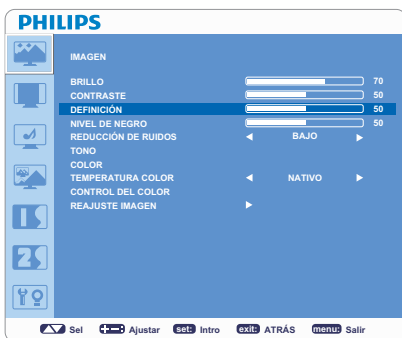 PHILIPS
IMAGEN
BRILLO 70
CONTRASTE 50
DEFINICIÓN 50
NIVEL DE NEGRO 50
REDUCCIÓN DE RUIDOS BAJO
TONO
COLOR
TEMPERATURA COLOR NATIVO
CONTROL DEL COLOR
REAJUSTE IMAGEN
Sel Ajustar set: Intro exit: ATRÁS menu: Salir